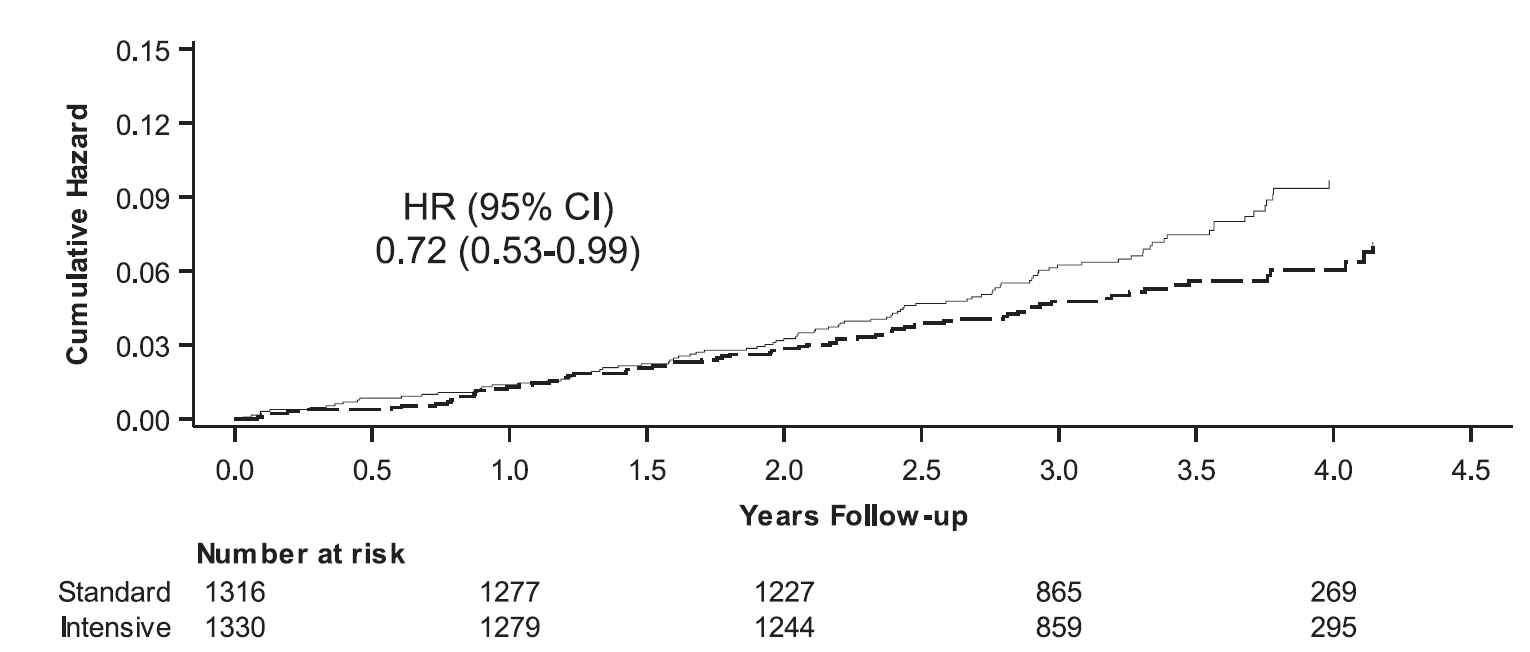 0.15
0.12
0.09
0.06
0.03
0.00
Cumulative Hazard
HR (95% CI)
0.72 (0.53-0.99)
0.0 0.5 1.0 1.5 2.0 2.5 3.0 3.5 4.0 4.5
Years Follow-up
Number at risk
Standard 1316 1277 1227 865 269
Intensive 1330 1279 1244 859 295